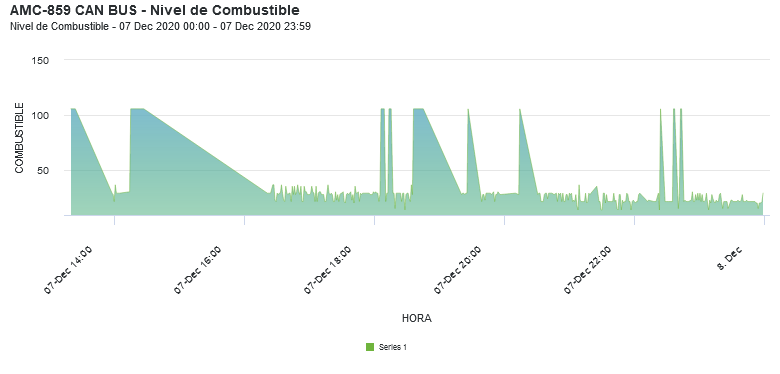 AMC-859 CAN BUS - Nivel de Combustible
Nivel de Combustible - 07 Dec 2020 00:00 - 07 Dec 2020 23:59
150
100
50
COMBUSTIBLE
07-Dec 14:00
07-Dec 16:00
07-Dec 18:00
07-Dec 20:00
07-Dec 22:00
8. Dec
HORA
Series 1